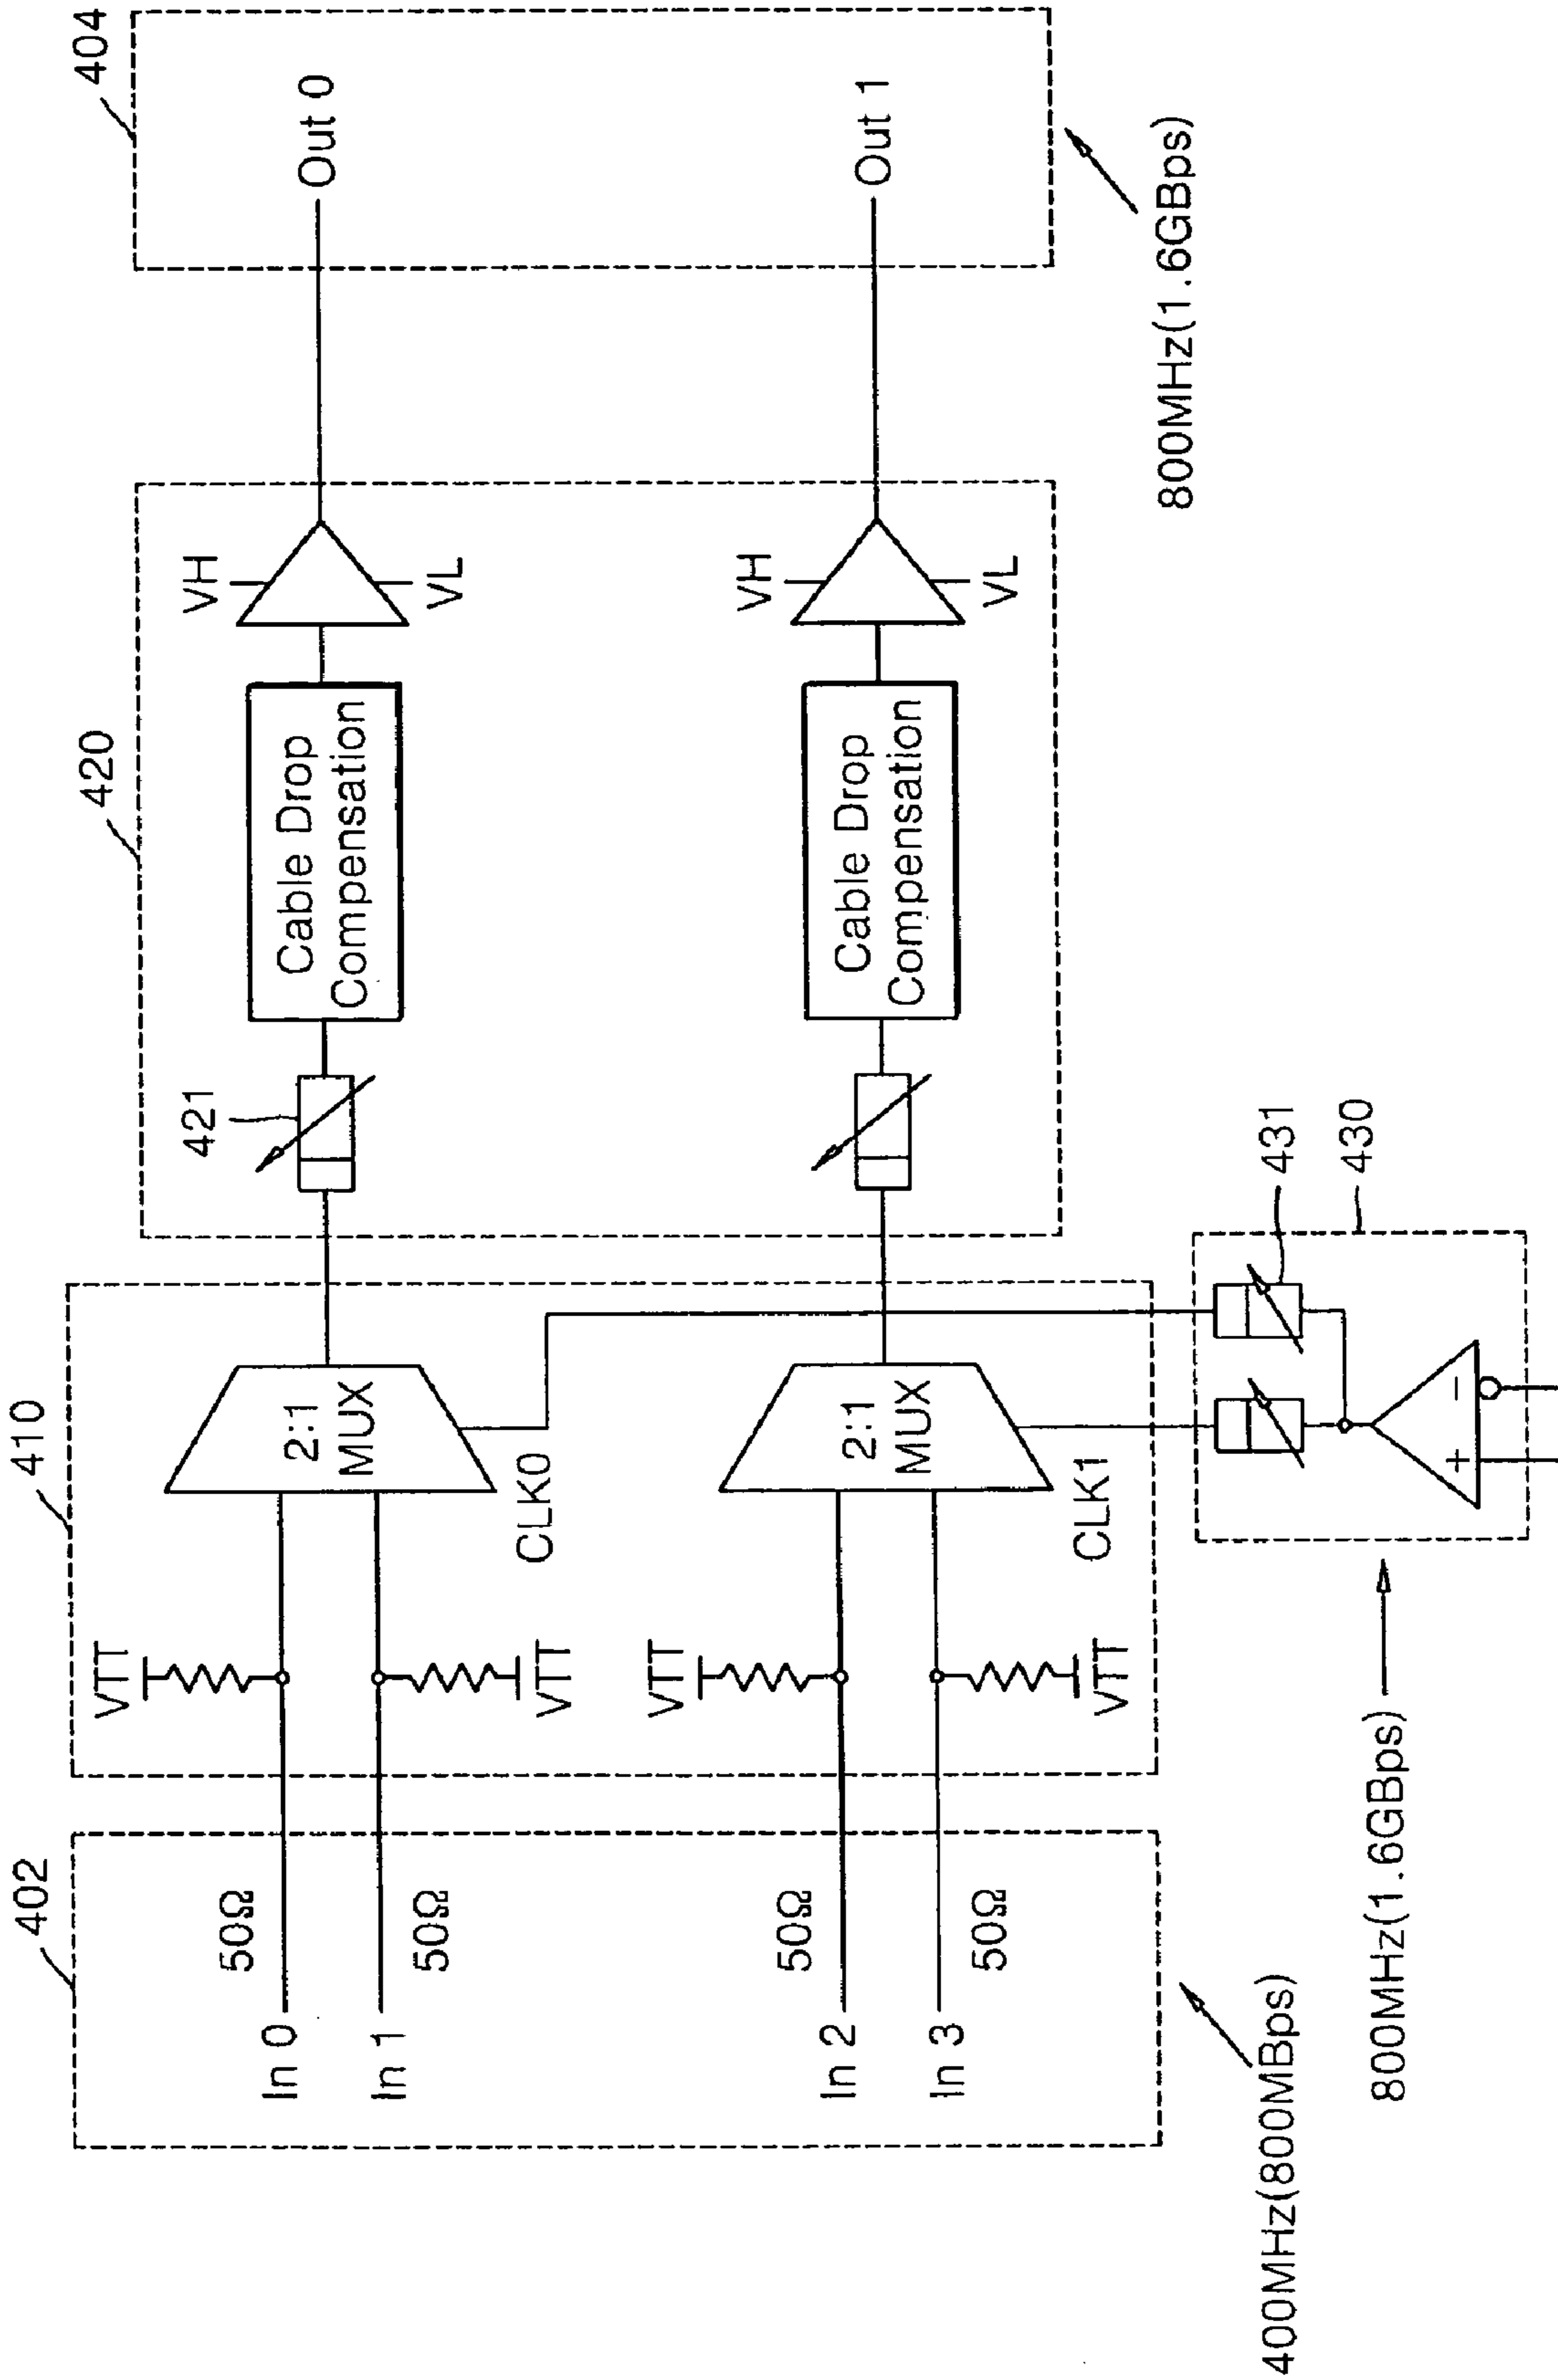 402
410
420
404
In 0
50Ω
In 1
50Ω
In 2
50Ω
In 3
50Ω
VTT
VTT
VTT
VTT
2:1
MUX
CLK0
2:1
MUX
CLK1
421
Cable Drop
Compensation
VH
VL
Cable Drop
Compensation
VH
VL
Out 0
Out 1
400MHz(800MBps)
800MHz(1.6GBps)
+
−
431
430
800MHz(1.6GBps)